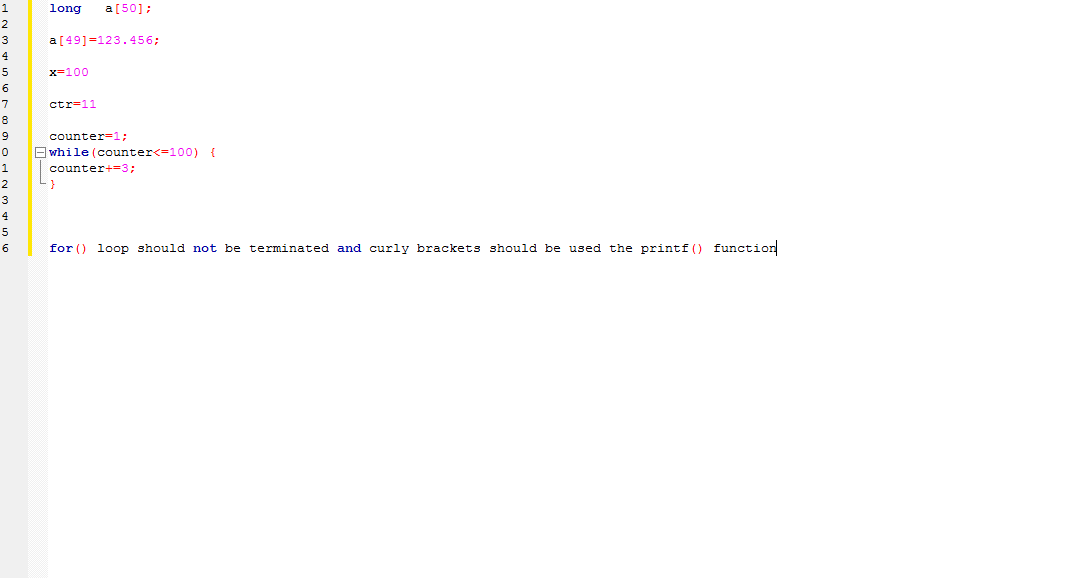 1 long   a[50];
2
3 a[49]=123.456;
4
5 x=100
6
7 ctr=11
8
9 counter=1;
0 while(counter<=100) {
1 counter+=3;
2 }
3
4
5
6 for() loop should not be terminated and curly brackets should be used the printf() function